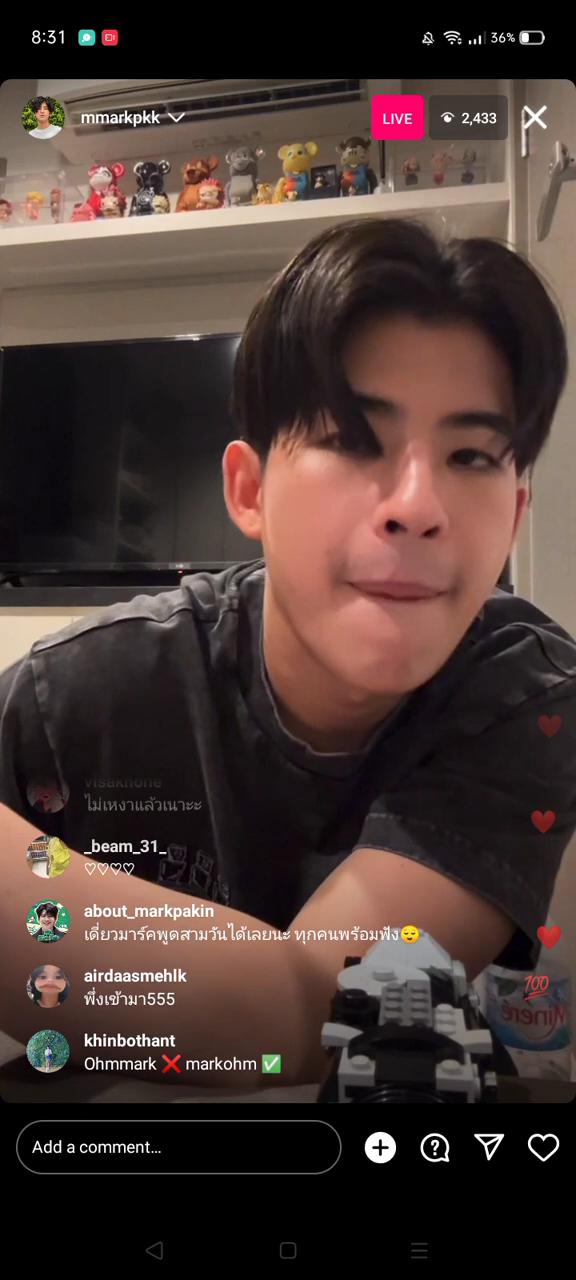 8:31
36%
mmarkpkk
LIVE
2,433
visaknone
ไม่เหงาแล้วเนาะะ
_beam_31_
♡♡♡♡
about_markpakin
เดี่ยวมาร์คพูดสามวันได้เลยนะ ทุกคนพร้อมฟัง😌
airdaasmehlk
พึ่งเข้ามา555
khinbothant
Ohmmark ❌ markohm ✅
💯
Mineré
Add a comment...